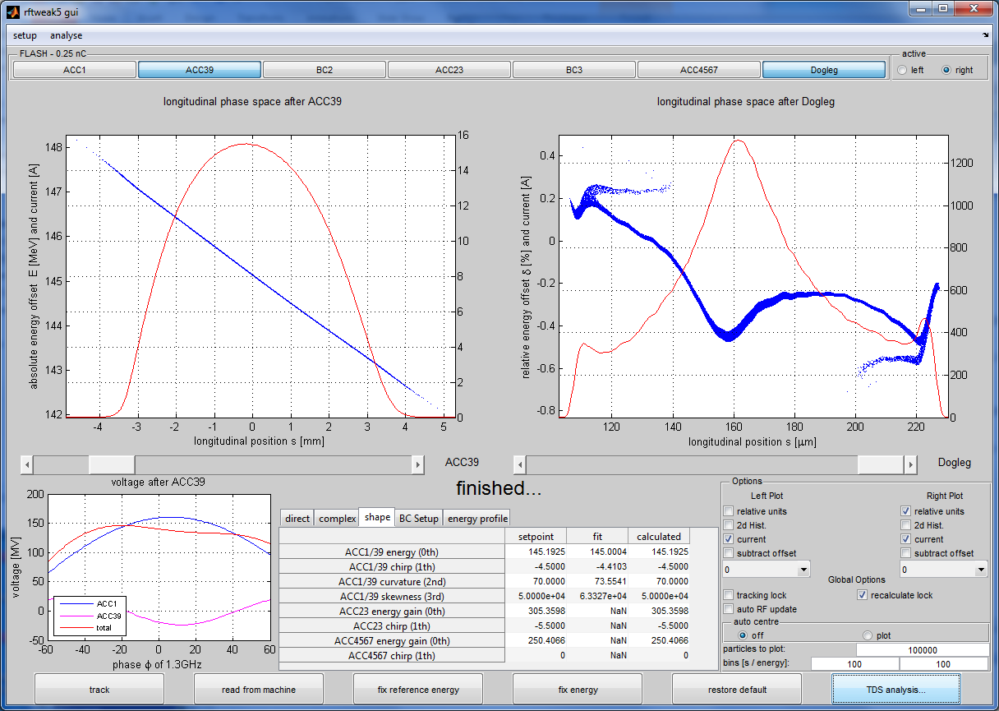 rftweak5 gui
setup analyse
FLASH - 0.25 nC
active
ACC1 ACC39 BC2 ACC23 BC3 ACC4567 Dogleg left right
longitudinal phase space after ACC39
longitudinal phase space after Dogleg
absolute energy offset E [MeV] and current [A]
148
147
146
145
144
143
142
16
14
12
10
8
6
4
2
0
-4 -3 -2 -1 0 1 2 3 4 5
longitudinal position s [mm]
relative energy offset δ [%] and current [A]
0.4
0.2
0
-0.2
-0.4
-0.6
-0.8
1200
1000
800
600
400
200
0
120 140 160 180 200 220
longitudinal position s [μm]
ACC39
Dogleg
finished...
voltage after ACC39
voltage [MV]
200
150
100
50
0
-50
ACC1
ACC39
total
-60 -40 -20 0 20 40 60
phase ϕ of 1.3GHz
direct complex shape BC Setup energy profile
setpoint fit calculated
ACC1/39 energy (0th) 145.1925 145.0004 145.1925
ACC1/39 chirp (1th) -4.5000 -4.4103 -4.5000
ACC1/39 curvature (2nd) 70.0000 73.5541 70.0000
ACC1/39 skewness (3rd) 5.0000e+04 6.3327e+04 5.0000e+04
ACC23 energy gain (0th) 305.3598 NaN 305.3598
ACC23 chirp (1th) -5.5000 NaN -5.5000
ACC4567 energy gain (0th) 250.4066 NaN 250.4066
ACC4567 chirp (1th) 0 NaN 0
Options
Left Plot Right Plot
relative units relative units
2d Hist. 2d Hist.
current current
subtract offset subtract offset
0 0
Global Options
tracking lock recalculate lock
auto RF update
auto centre
off plot
particles to plot: 100000
bins [s / energy]: 100 100
track read from machine fix reference energy fix energy restore default TDS analysis...